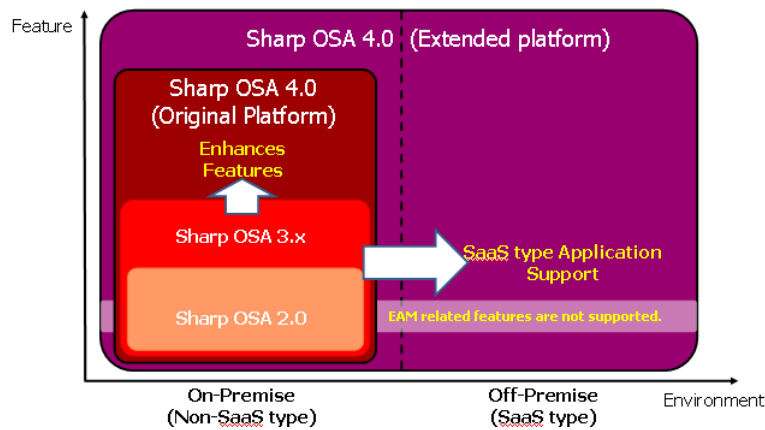 Feature
Sharp OSA 4.0 (Extended platform)
Sharp OSA 4.0
(Original Platform)
Enhances
Features
Sharp OSA 3.x
SaaS type Application
Support
Sharp OSA 2.0
EAM related features are not supported.
On-Premise
(Non-SaaS type)
Off-Premise
(SaaS type)
Environment